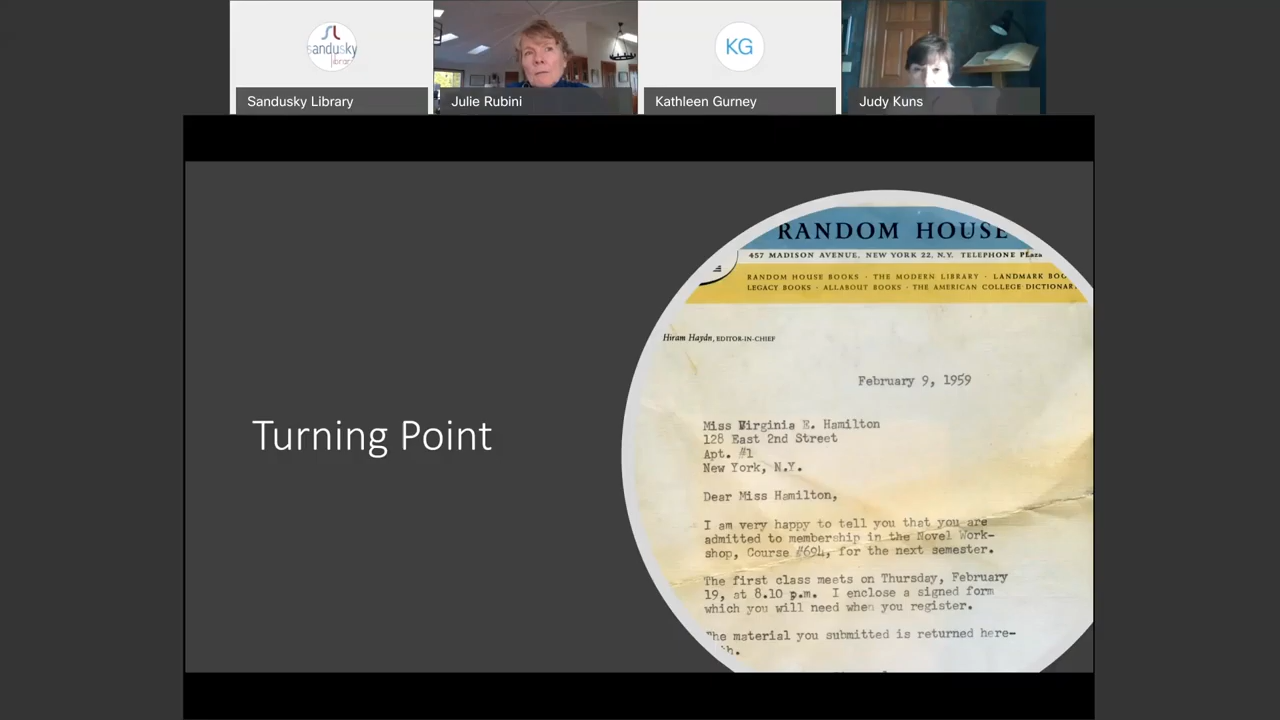 sandusky
library
Sandusky Library
Julie Rubini
KG
Kathleen Gurney
Judy Kuns
Turning Point
RANDOM HOUSE
457 MADISON AVENUE, NEW YORK 22, N.Y. TELEPHONE PLaza
RANDOM HOUSE BOOKS · THE MODERN LIBRARY · LANDMARK BOO
LEGACY BOOKS · ALLABOUT BOOKS · THE AMERICAN COLLEGE DICTIONAR
Hiram Haydn, EDITOR-IN-CHIEF
February 9, 1959
Miss Virginia E. Hamilton
128 East 2nd Street
Apt. #1
New York, N.Y.
Dear Miss Hamilton,
I am very happy to tell you that you are
admitted to membership in the Novel Work-
shop, Course #694, for the next semester.
The first class meets on Thursday, February
19, at 8.10 p.m. I enclose a signed form
which you will need when you register.
The material you submitted is returned here-
th.